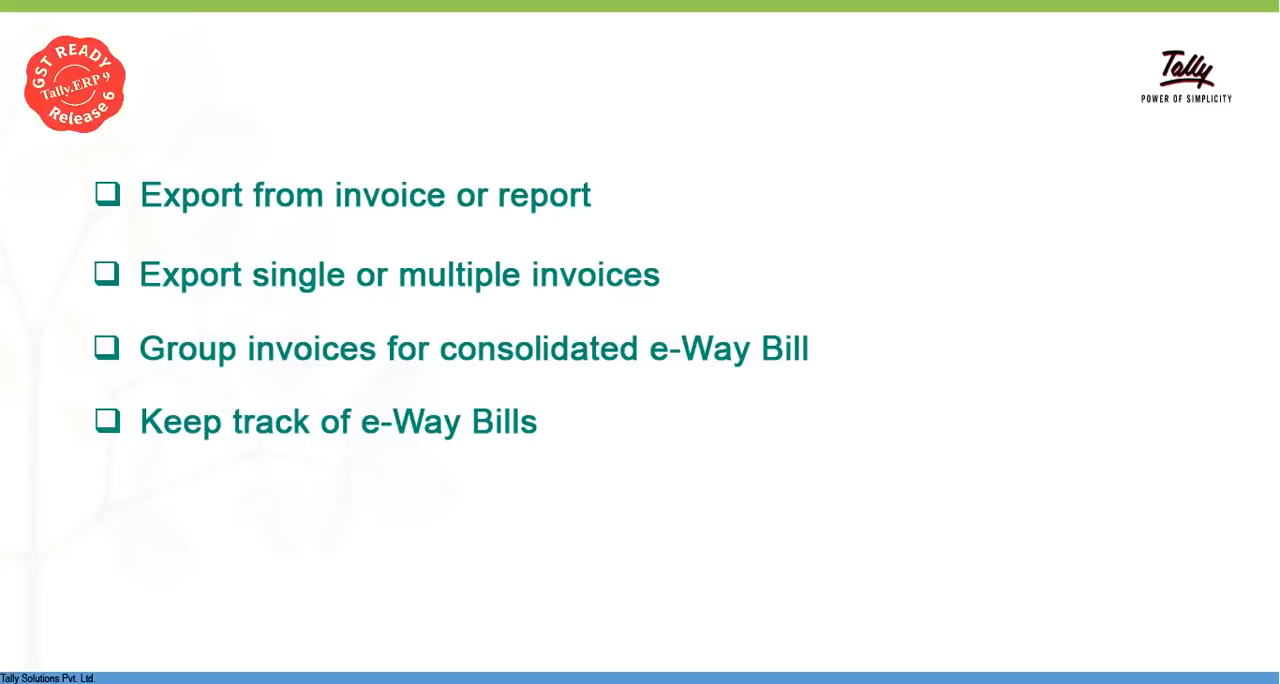 GST READY
Tally.ERP 9
Release 6
Tally
POWER OF SIMPLICITY
Export from invoice or report
Export single or multiple invoices
Group invoices for consolidated e-Way Bill
Keep track of e-Way Bills
Tally Solutions Pvt. Ltd.